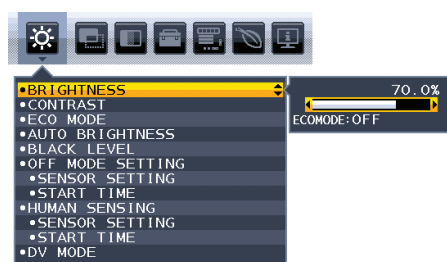 •BRIGHTNESS
•CONTRAST
•ECO MODE
•AUTO BRIGHTNESS
•BLACK LEVEL
•OFF MODE SETTING
•SENSOR SETTING
•START TIME
•HUMAN SENSING
•SENSOR SETTING
•START TIME
•DV MODE
70.0%
ECOMODE:OFF